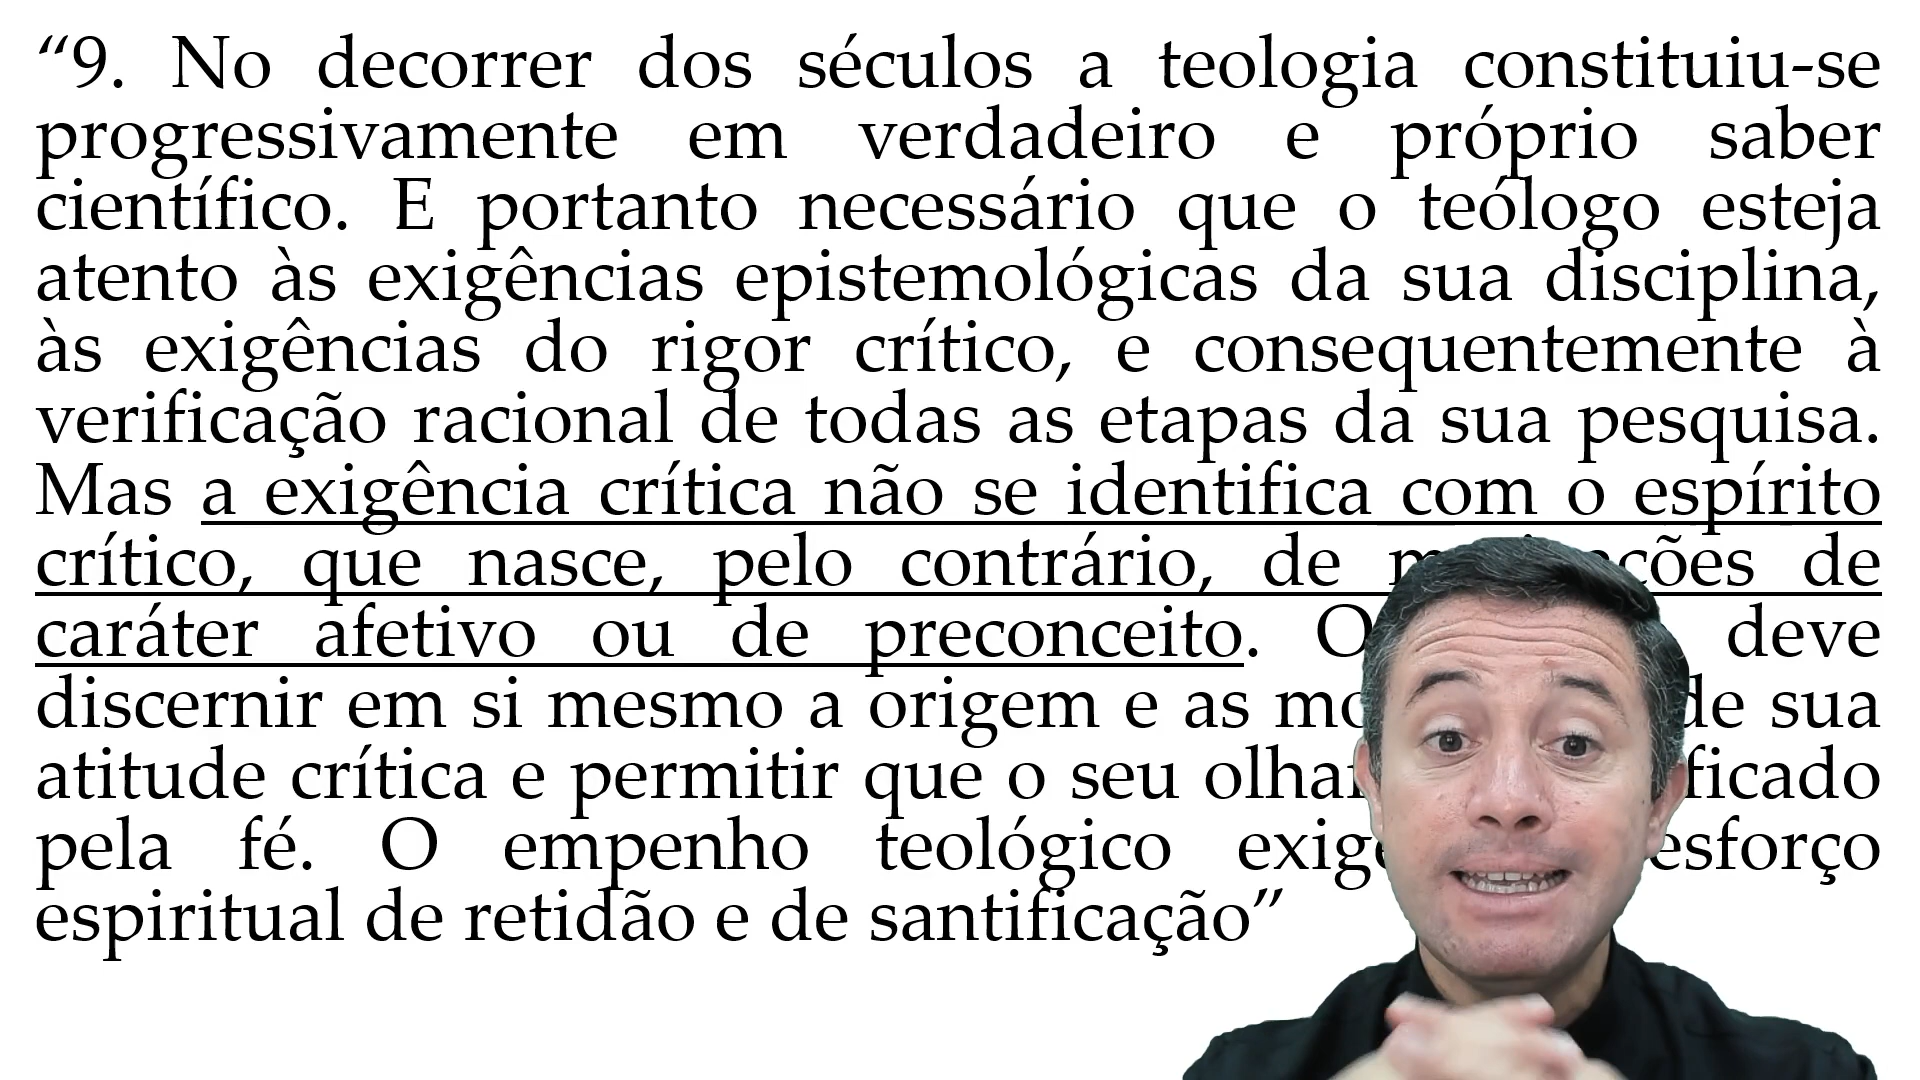 “9. No decorrer dos séculos a teologia constituiu-se
progressivamente em verdadeiro e próprio saber
científico. E portanto necessário que o teólogo esteja
atento às exigências epistemológicas da sua disciplina,
às exigências do rigor crítico, e consequentemente à
verificação racional de todas as etapas da sua pesquisa.
Mas a exigência crítica não se identifica com o espírito
crítico, que nasce, pelo contrário, de de
caráter afetivo ou de preconceito. O deve
discernir em si mesmo a origem e as de sua
atitude crítica e permitir que o seu
pela fé. O empenho teológico esforço
espiritual de retidão e de santificação”